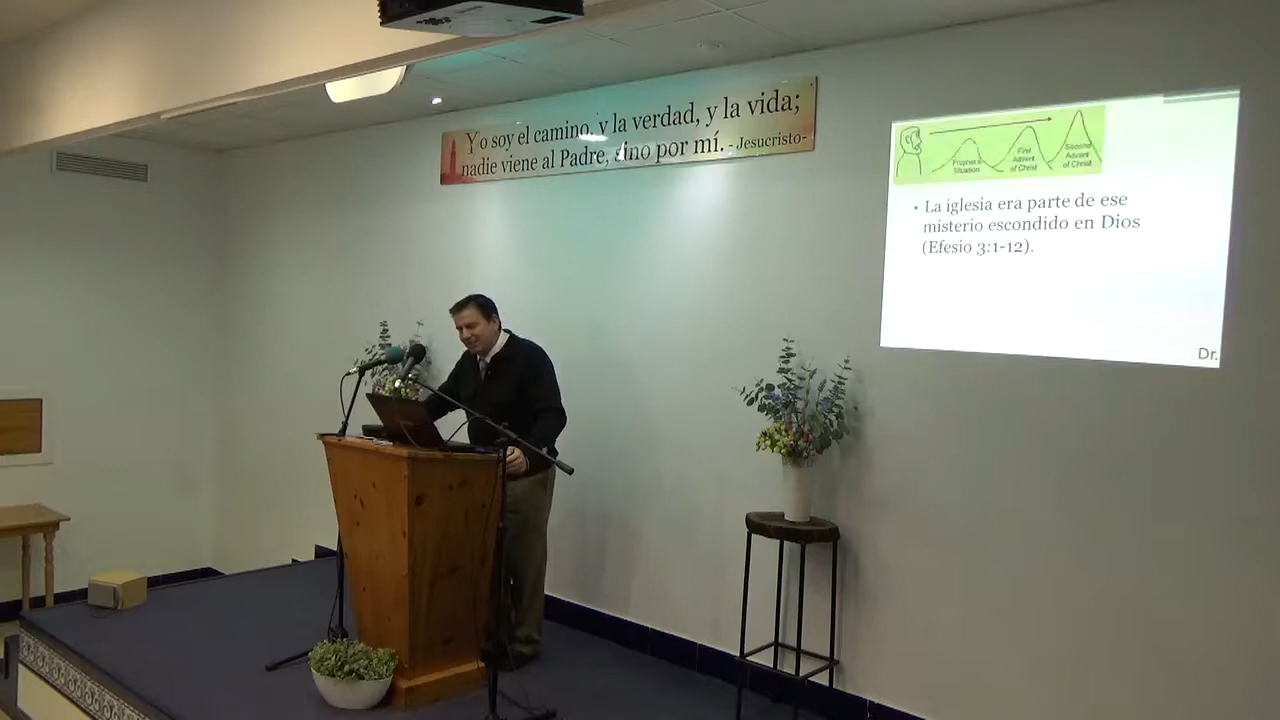 Yo soy el camino, y la verdad, y la vida;
nadie viene al Padre, sino por mí. -Jesucristo-
Prophet's
Situation
First
Advent
of Christ
Second
Advent
of Christ
• La iglesia era parte de ese
misterio escondido en Dios
(Efesio 3:1-12).
Dr.